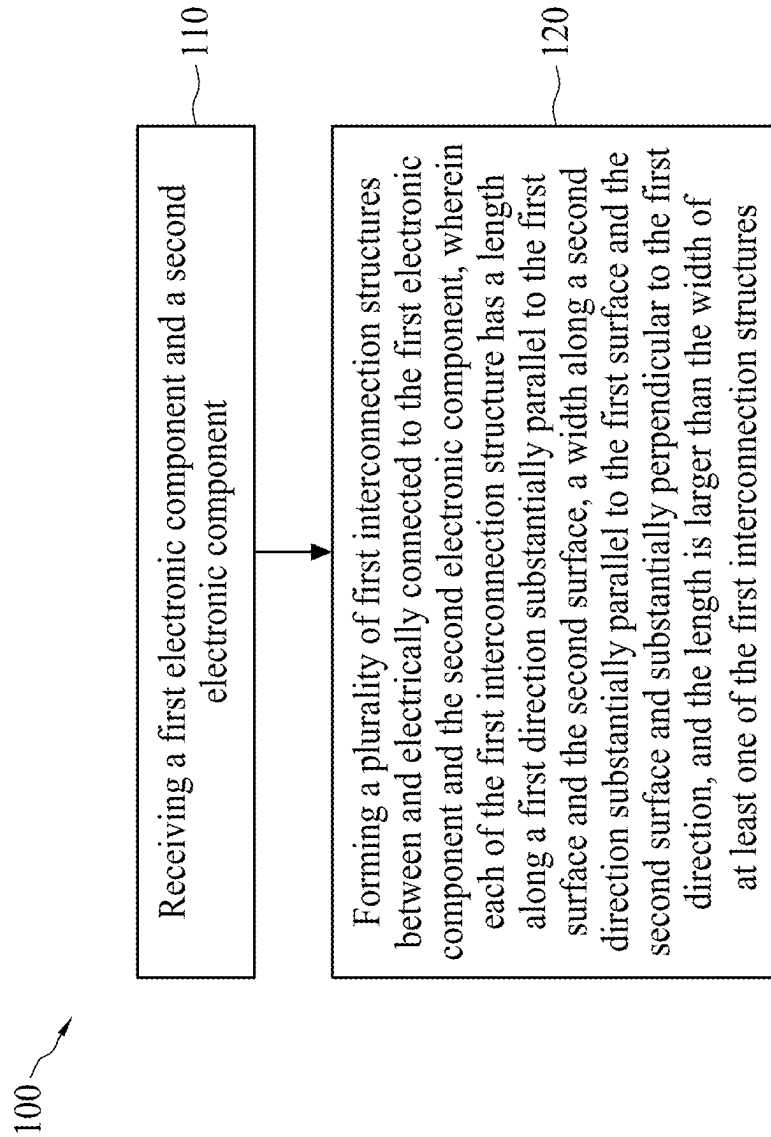 100
Receiving a first electronic component and a second
electronic component
110
Forming a plurality of first interconnection structures
between and electrically connected to the first electronic
component and the second electronic component, wherein
each of the first interconnection structure has a length
along a first direction substantially parallel to the first
surface and the second surface, a width along a second
direction substantially parallel to the first surface and the
second surface and substantially perpendicular to the first
direction, and the length is larger than the width of
at least one of the first interconnection structures
120